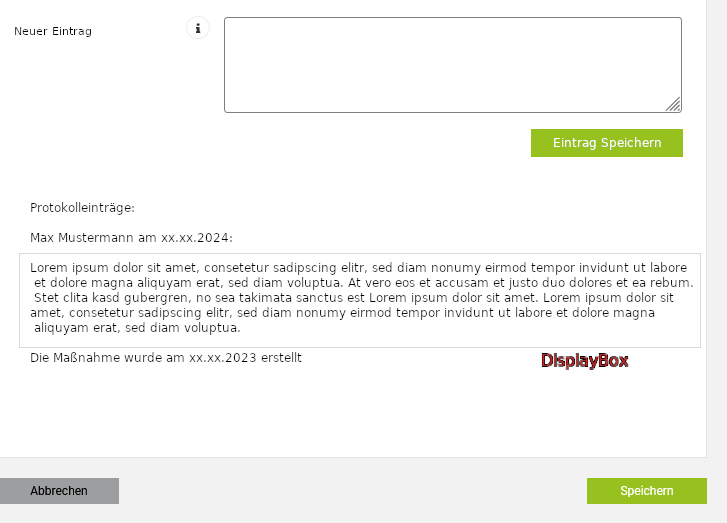 Neuer Eintrag
Eintrag Speichern
Protokolleinträge:
Max Mustermann am xx.xx.2024:
Lorem ipsum dolor sit amet, consetetur sadipscing elitr, sed diam nonumy eirmod tempor invidunt ut labore
et dolore magna aliquyam erat, sed diam voluptua. At vero eos et accusam et justo duo dolores et ea rebum.
Stet clita kasd gubergren, no sea takimata sanctus est Lorem ipsum dolor sit amet. Lorem ipsum dolor sit
amet, consetetur sadipscing elitr, sed diam nonumy eirmod tempor invidunt ut labore et dolore magna
aliquyam erat, sed diam voluptua.
Die Maßnahme wurde am xx.xx.2023 erstellt
DisplayBox
Abbrechen
Speichern